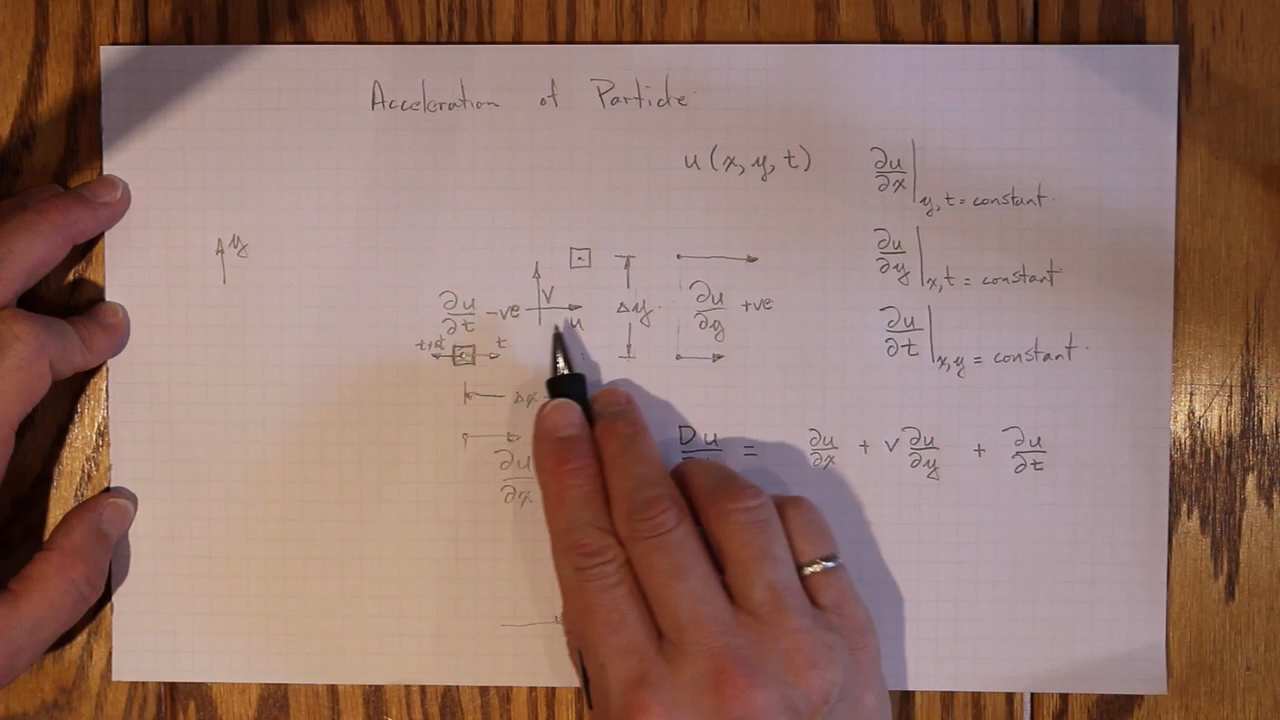 Acceleration of Particle
u(x, y, t)
∂u/∂x | y, t = constant
y
∂u/∂y | x, t = constant
∂u/∂t -ve
v
u
Δy
∂u/∂y +ve
∂u/∂t | x, y = constant
t
Δx
Du = ∂u/∂x + v ∂u/∂y + ∂u/∂t
∂u/∂x